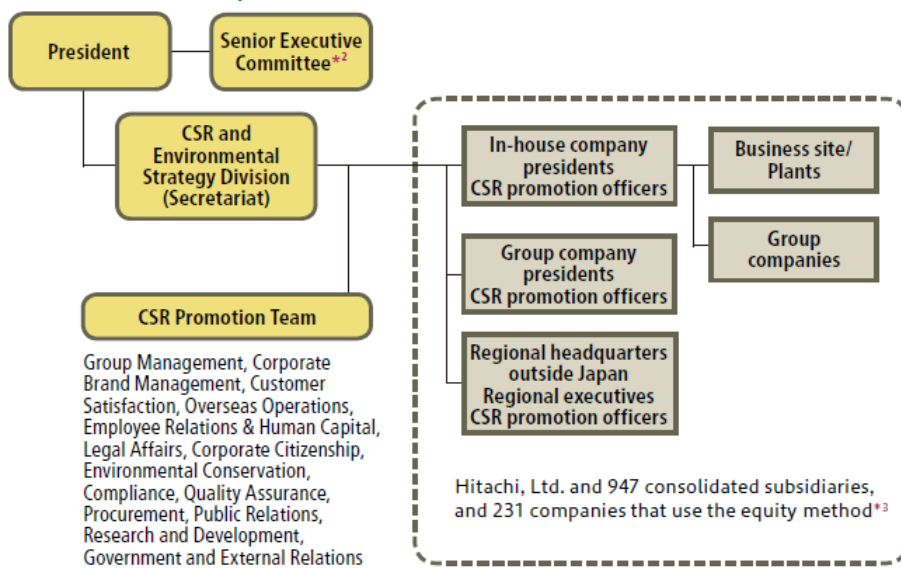 President
Senior Executive
Committee*2
CSR and
Environmental
Strategy Division
(Secretariat)
CSR Promotion Team
Group Management, Corporate
Brand Management, Customer
Satisfaction, Overseas Operations,
Employee Relations & Human Capital,
Legal Affairs, Corporate Citizenship,
Environmental Conservation,
Compliance, Quality Assurance,
Procurement, Public Relations,
Research and Development,
Government and External Relations
In-house company
presidents
CSR promotion officers
Business site/
Plants
Group
companies
Group company
presidents
CSR promotion officers
Regional headquarters
outside Japan
Regional executives
CSR promotion officers
Hitachi, Ltd. and 947 consolidated subsidiaries,
and 231 companies that use the equity method*3